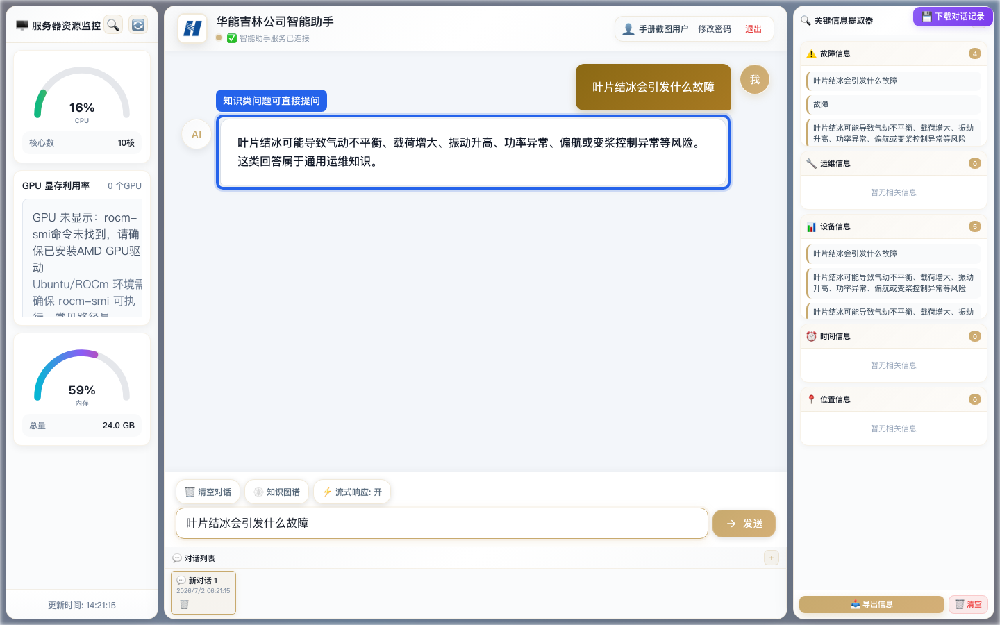 服务器资源监控
16%
CPU
核心数 10核
GPU 显存利用率 0 个GPU
GPU 未显示：rocm-
smi命令未找到，请确
保已安装AMD GPU驱
动
Ubuntu/ROCm 环境需
确保 rocm-smi 可执
59%
内存
总量 24.0 GB
更新时间: 14:21:15
华能吉林公司智能助手
智能助手服务已连接
手册截图用户 修改密码 退出
叶片结冰会引发什么故障
我
知识类问题可直接提问
AI
叶片结冰可能导致气动不平衡、载荷增大、振动升高、功率异常、偏航或变桨控制异常等风险。
这类回答属于通用运维知识。
清空对话 知识图谱 流式响应: 开
叶片结冰会引发什么故障
→ 发送
对话列表 +
新对话 1
2026/7/2 06:21:15
关键信息提取器
下载对话记录
故障信息 4
叶片结冰会引发什么故障
故障
叶片结冰可能导致气动不平衡、载荷增大、振动
升高、功率异常、偏航或变桨控制异常等风险
运维信息 0
暂无相关信息
设备信息 5
叶片结冰会引发什么故障
叶片结冰可能导致气动不平衡、载荷增大、振动
升高、功率异常、偏航或变桨控制异常等风险
叶片结冰可能导致气动不平衡、载荷增大、振动
时间信息 0
暂无相关信息
位置信息 0
暂无相关信息
导出信息 清空